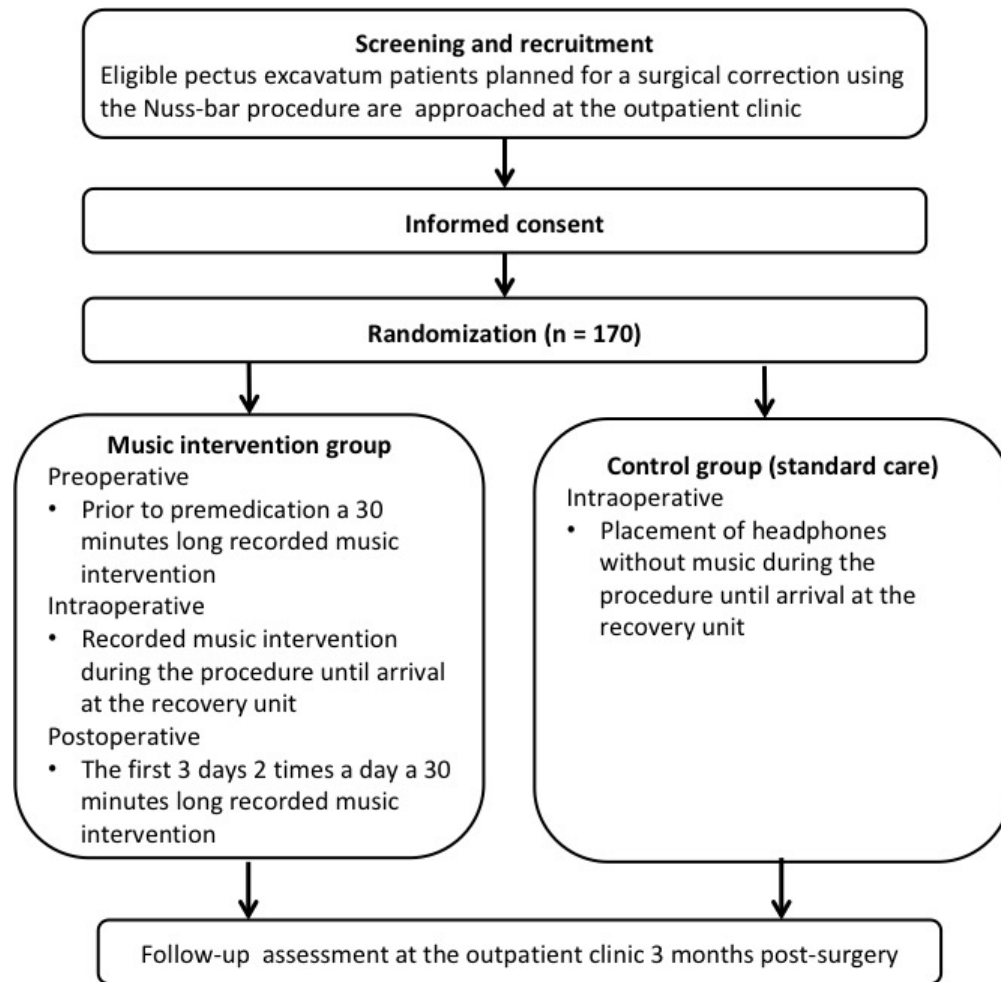 Screening and recruitment
Eligible pectus excavatum patients planned for a surgical correction using
the Nuss-bar procedure are  approached at the outpatient clinic
Informed consent
Randomization (n = 170)
Music intervention group
Preoperative
• Prior to premedication a 30
minutes long recorded music
intervention
Intraoperative
• Recorded music intervention
during the procedure until arrival
at the recovery unit
Postoperative
• The first 3 days 2 times a day a 30
minutes long recorded music
intervention
Control group (standard care)
Intraoperative
• Placement of headphones
without music during the
procedure until arrival at the
recovery unit
Follow-up  assessment at the outpatient clinic 3 months post-surgery